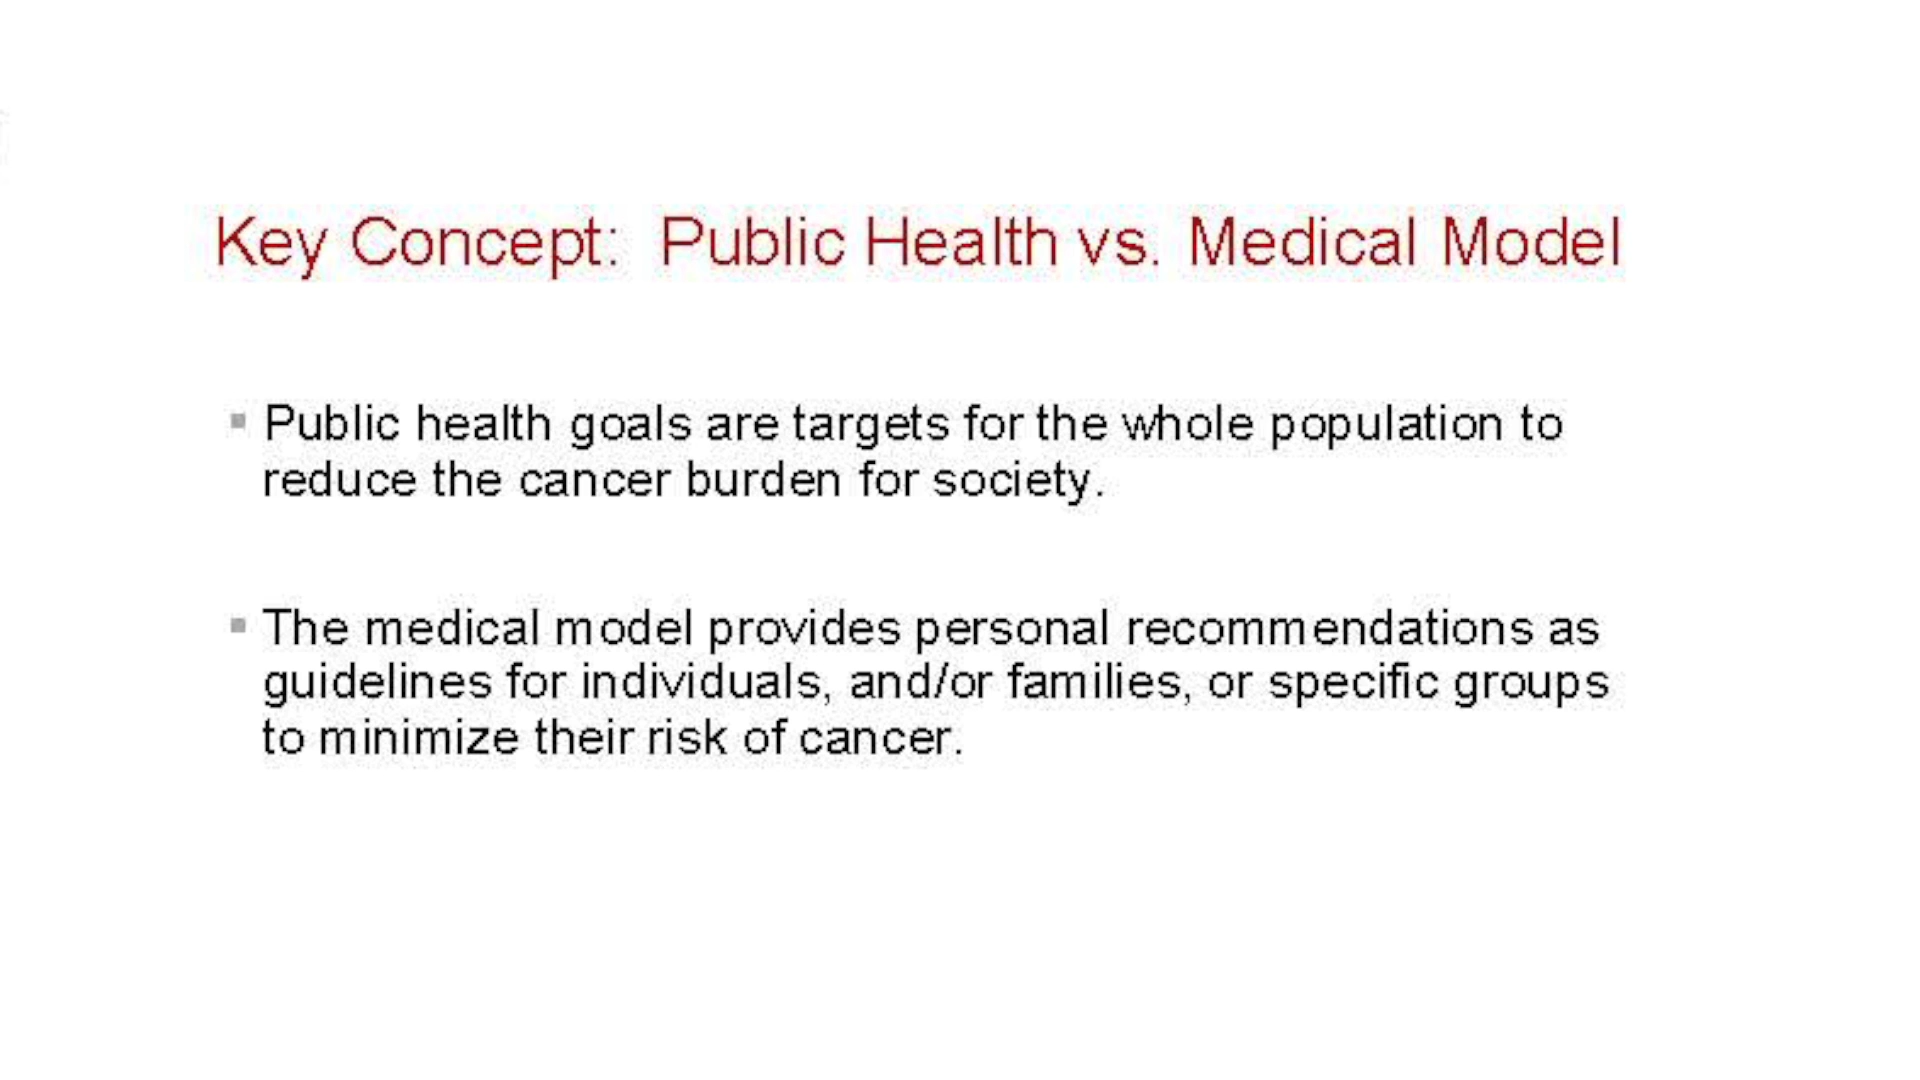 Key Concept: Public Health vs. Medical Model
▪ Public health goals are targets for the whole population to
reduce the cancer burden for society.
▪ The medical model provides personal recommendations as
guidelines for individuals, and/or families, or specific groups
to minimize their risk of cancer.